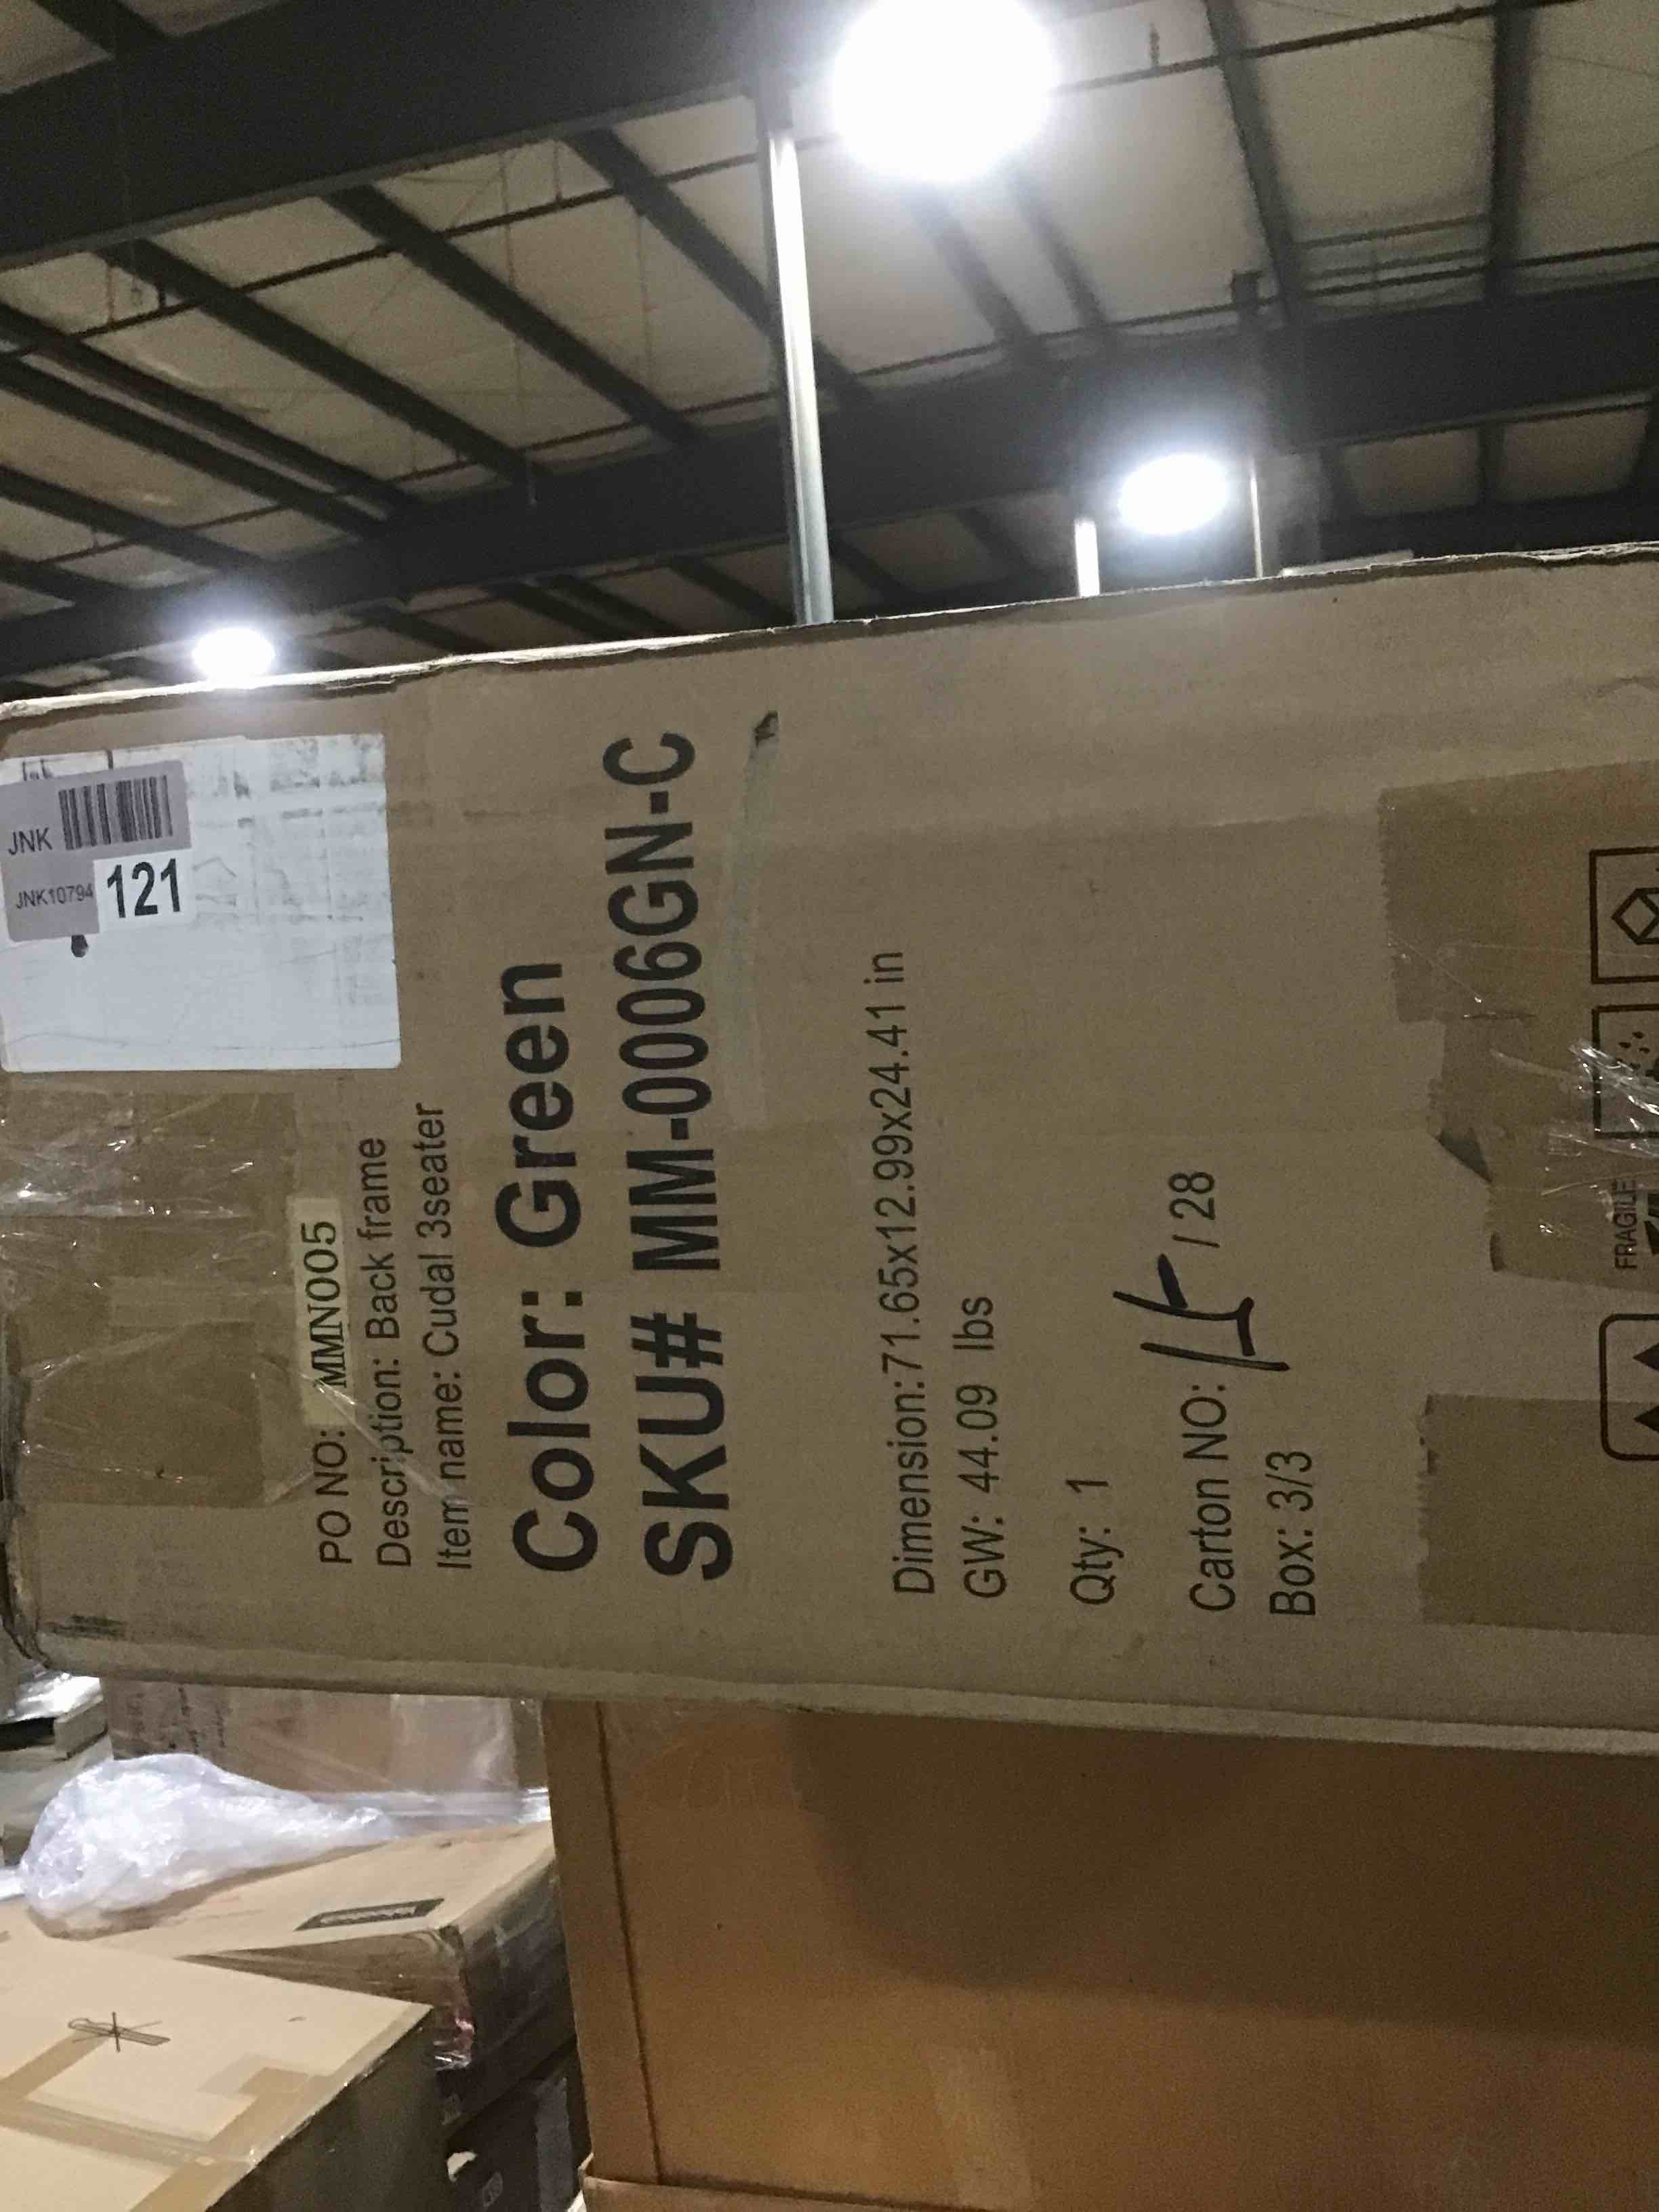 JNK
JNK10794
121
PO NO: MMN005
Description: Back frame
Item name: Cudal 3seater
Color: Green
SKU# MM-0006GN-C
Dimension:71.65x12.99x24.41 in
GW: 44.09 lbs
Qty: 1
Carton NO: / 28
Box: 3/3
FRAGILE